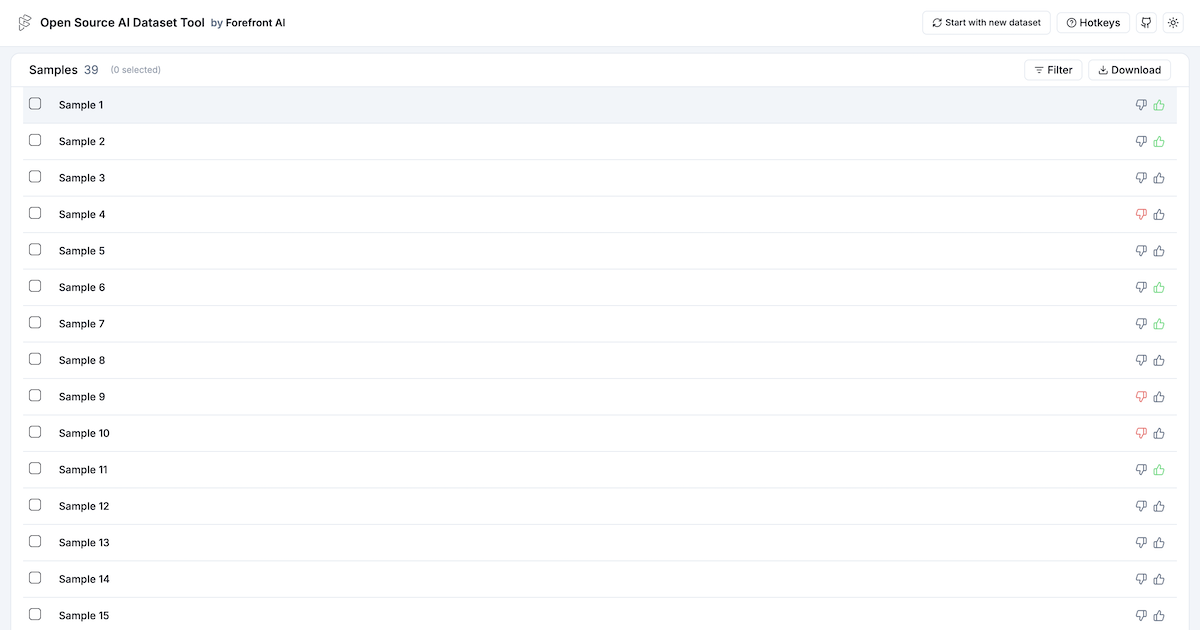 Open Source AI Dataset Tool by Forefront AI
Start with new dataset
Hotkeys
Samples 39 (0 selected)
Filter
Download
Sample 1
Sample 2
Sample 3
Sample 4
Sample 5
Sample 6
Sample 7
Sample 8
Sample 9
Sample 10
Sample 11
Sample 12
Sample 13
Sample 14
Sample 15